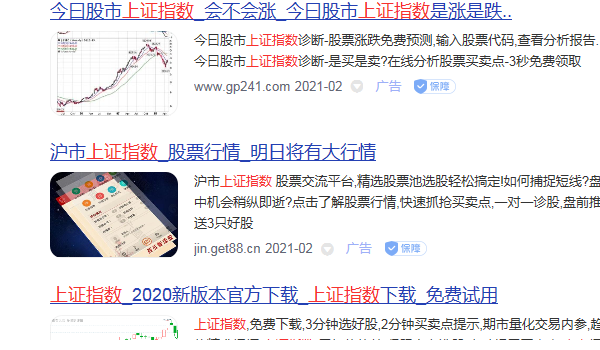 今日股市上证指数_会不会涨_今日股市上证指数是涨是跌..
今日股市上证指数诊断-股票涨跌免费预测,输入股票代码,查看分析报告.
今日股市上证指数诊断-是买是卖?在线分析股票买卖点-3秒免费领取
www.gp241.com 2021-02 广告 保障
沪市上证指数_股票行情_明日将有大行情
沪市上证指数 股票交流平台,精选股票池选股轻松搞定!如何捕捉短线?盘
中机会稍纵即逝?点击了解股票行情,快速抓抢买卖点,一对一诊股,盘前推
送3只好股
jin.get88.cn 2021-02 广告 保障
上证指数_2020新版本官方下载_上证指数下载_免费试用
上证指数,免费下载,3分钟选好股,2分钟买卖点提示,期市量化交易内参,趋